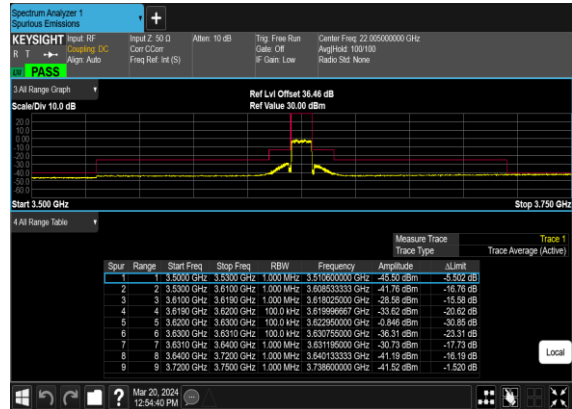 Spectrum Analyzer 1
Spurious Emissions
KEYSIGHT Input: RF Input Z: 50 Ω Atten: 10 dB Trig: Free Run Center Freq: 22.005000000 GHz
R T Coupling: DC Corr CCorr Gate: Off Avg|Hold: 100/100
Align: Auto Freq Ref: Int (S) IF Gain: Low Radio Std: None
PASS
3 All Range Graph
Ref Lvl Offset 36.46 dB
Scale/Div 10.0 dB Ref Value 30.00 dBm
20.0
10.0
0.00
-10.0
-20.0
-30.0
-40.0
-50.0
-60.0
Start 3.500 GHz Stop 3.750 GHz
4 All Range Table
Measure Trace Trace 1
Trace Type Trace Average (Active)
Spur Range Start Freq Stop Freq RBW Frequency Amplitude ΔLimit
1 1 3.5000 GHz 3.5300 GHz 1.000 MHz 3.510600000 GHz -45.50 dBm -5.502 dB
2 2 3.5300 GHz 3.6100 GHz 1.000 MHz 3.608533333 GHz -41.76 dBm -16.76 dB
3 3 3.6100 GHz 3.6190 GHz 1.000 MHz 3.618025000 GHz -28.58 dBm -15.58 dB
4 4 3.6190 GHz 3.6200 GHz 100.0 kHz 3.619996667 GHz -33.62 dBm -20.62 dB
5 5 3.6200 GHz 3.6300 GHz 100.0 kHz 3.622950000 GHz -0.846 dBm -30.85 dB
6 6 3.6300 GHz 3.6310 GHz 100.0 kHz 3.630755000 GHz -36.31 dBm -23.31 dB
7 7 3.6310 GHz 3.6400 GHz 1.000 MHz 3.631195000 GHz -30.73 dBm -17.73 dB
8 8 3.6400 GHz 3.7200 GHz 1.000 MHz 3.640133333 GHz -41.19 dBm -16.19 dB
9 9 3.7200 GHz 3.7500 GHz 1.000 MHz 3.738600000 GHz -41.52 dBm -1.520 dB
Local
Mar 20, 2024
12:54:40 PM